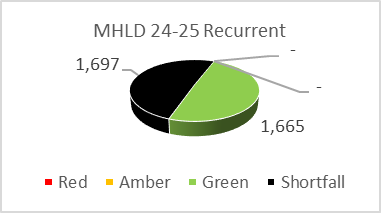 MHLD 24-25 Recurrent
-
1,697
-
1,665
Red Amber Green Shortfall